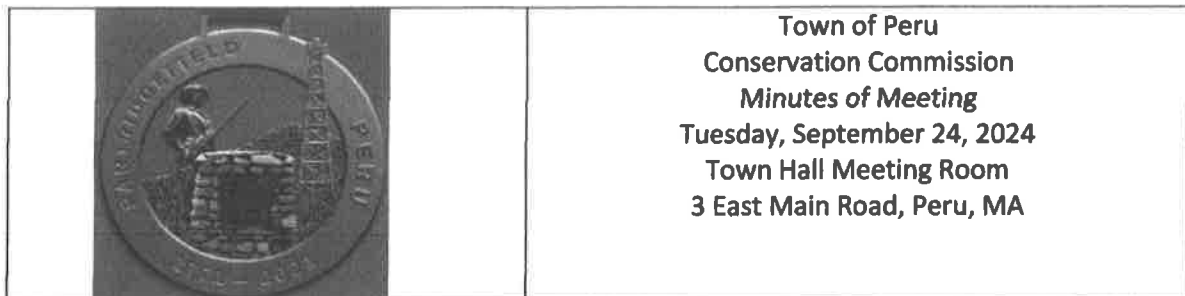 PARTRIDGEFIELD
PERU
Town of Peru
Conservation Commission
Minutes of Meeting
Tuesday, September 24, 2024
Town Hall Meeting Room
3 East Main Road, Peru, MA